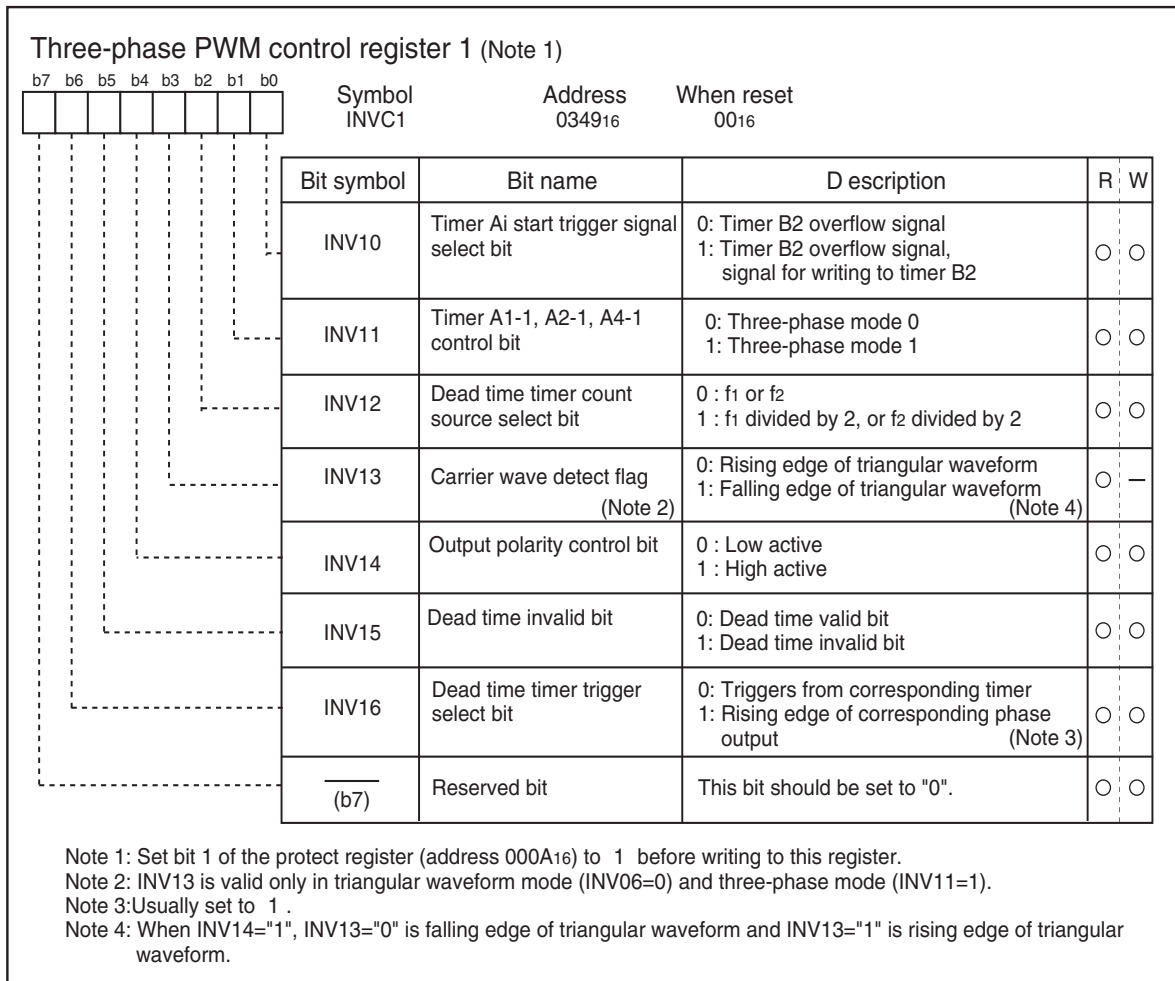 Three-phase PWM control register 1 (Note 1)
b7 b6 b5 b4 b3 b2 b1 b0
Symbol Address When reset
INVC1 034916 0016
Bit symbol Bit name D escription R W
INV10 Timer Ai start trigger signal select bit 0: Timer B2 overflow signal
1: Timer B2 overflow signal,
signal for writing to timer B2
INV11 Timer A1-1, A2-1, A4-1 control bit 0: Three-phase mode 0
1: Three-phase mode 1
INV12 Dead time timer count source select bit 0 : f1 or f2
1 : f1 divided by 2, or f2 divided by 2
INV13 Carrier wave detect flag (Note 2) 0: Rising edge of triangular waveform
1: Falling edge of triangular waveform (Note 4)
INV14 Output polarity control bit 0 : Low active
1 : High active
INV15 Dead time invalid bit 0: Dead time valid bit
1: Dead time invalid bit
INV16 Dead time timer trigger select bit 0: Triggers from corresponding timer
1: Rising edge of corresponding phase
output (Note 3)
(b7) Reserved bit This bit should be set to "0".
Note 1: Set bit 1 of the protect register (address 000A16) to 1 before writing to this register.
Note 2: INV13 is valid only in triangular waveform mode (INV06=0) and three-phase mode (INV11=1).
Note 3:Usually set to 1 .
Note 4: When INV14="1", INV13="0" is falling edge of triangular waveform and INV13="1" is rising edge of triangular
waveform.